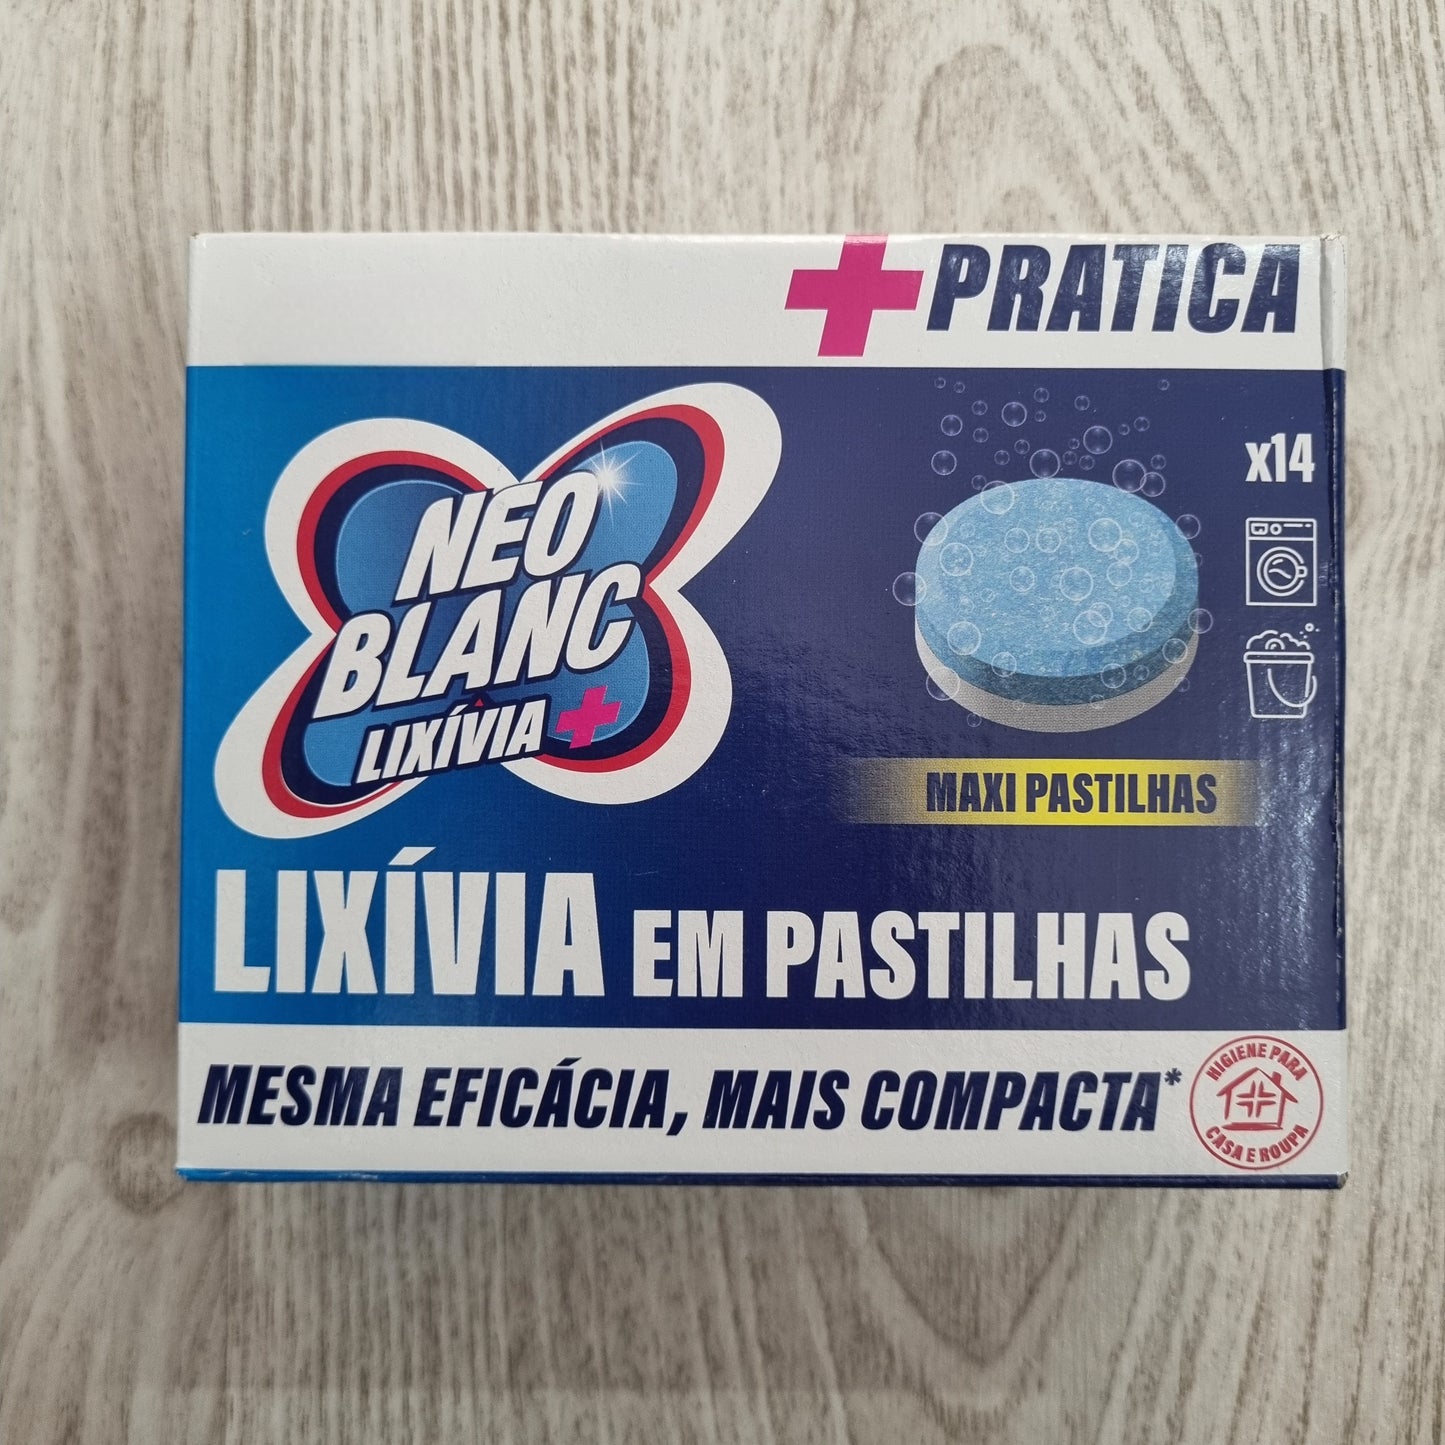 +PRATICA
NEO
BLANC
LIXÍVIA+
x14
MAXI PASTILHAS
LIXÍVIA EM PASTILHAS
MESMA EFICÁCIA, MAIS COMPACTA*
HIGIENE PARA
CASA E ROUPA